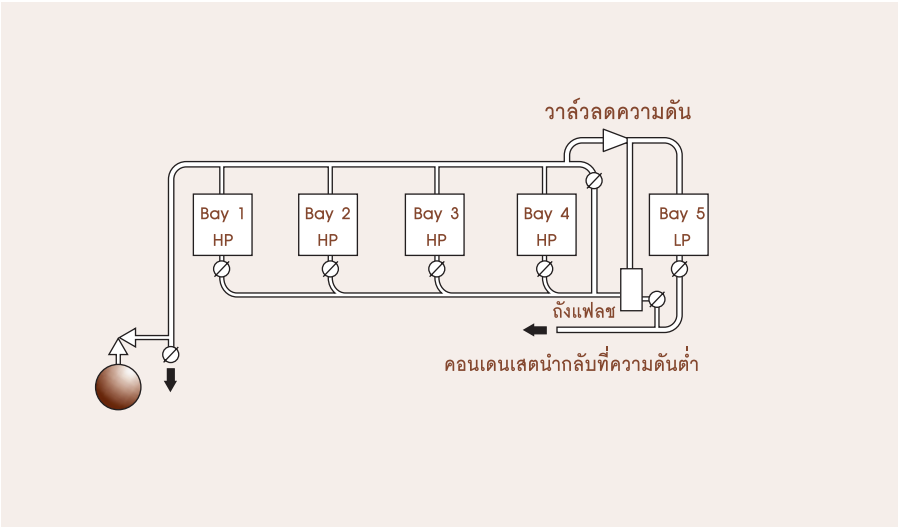 วาล์วลดความดัน
Bay 1
HP
Bay 2
HP
Bay 3
HP
Bay 4
HP
Bay 5
LP
ถังแฟลช
คอนเดนเสตนำกลับที่ความดันต่ำ